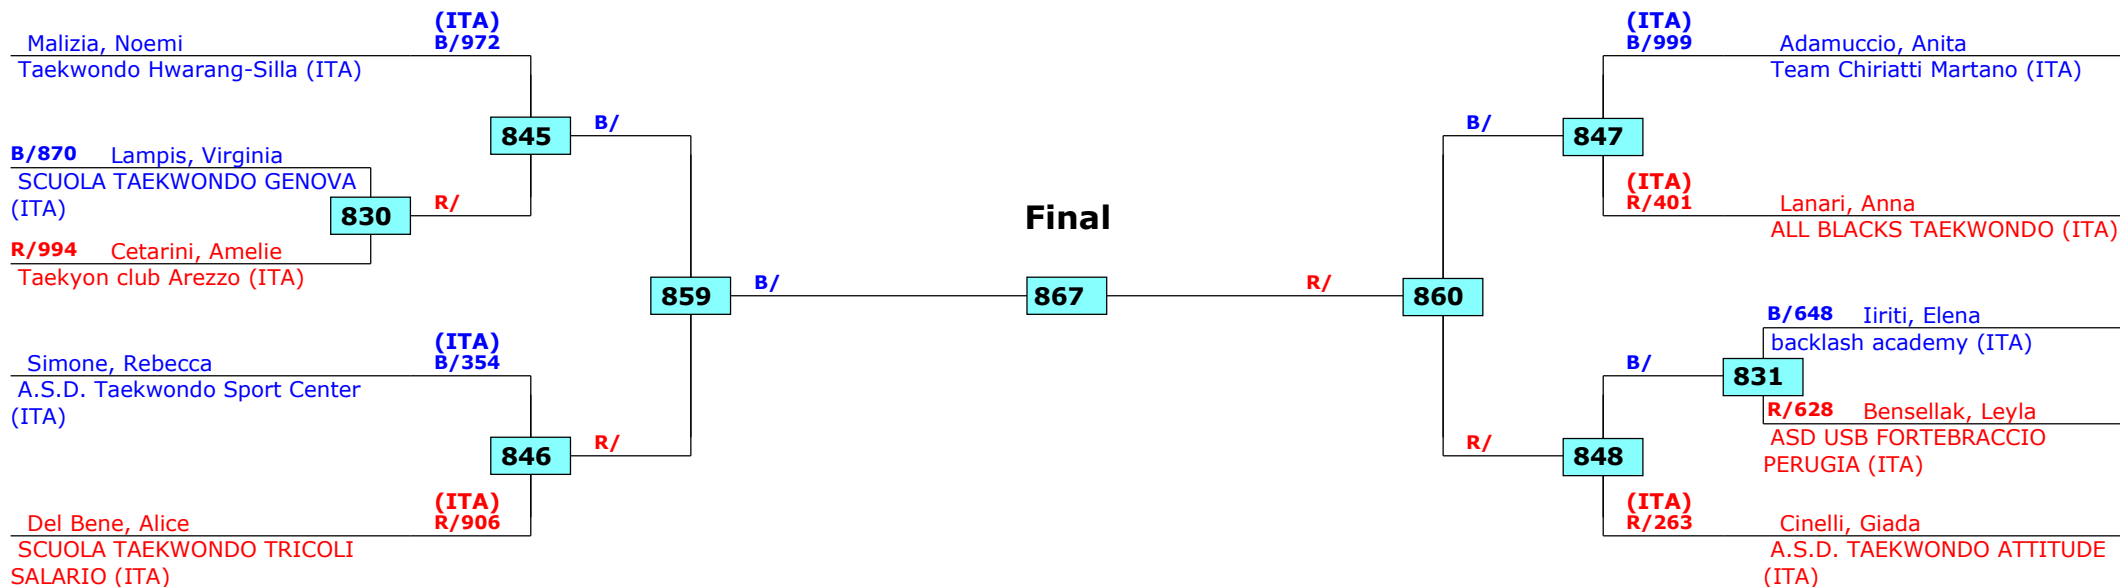 (ITA)
Malizia, Noemi B/972
Taekwondo Hwarang-Silla (ITA)
845
B/
B/870 Lampis, Virginia
SCUOLA TAEKWONDO GENOVA
(ITA)
830
R/
R/994 Cetarini, Amelie
Taekyon club Arezzo (ITA)
859
B/
(ITA)
Simone, Rebecca B/354
A.S.D. Taekwondo Sport Center
(ITA)
846
R/
(ITA)
Del Bene, Alice R/906
SCUOLA TAEKWONDO TRICOLI
SALARIO (ITA)
Final
867
R/
860
(ITA)
B/999 Adamuccio, Anita
Team Chiriatti Martano (ITA)
B/
847
(ITA)
R/401 Lanari, Anna
ALL BLACKS TAEKWONDO (ITA)
B/648 Iiriti, Elena
backlash academy (ITA)
B/
831
R/628 Bensellak, Leyla
ASD USB FORTEBRACCIO
PERUGIA (ITA)
R/
848
(ITA)
R/263 Cinelli, Giada
A.S.D. TAEKWONDO ATTITUDE
(ITA)